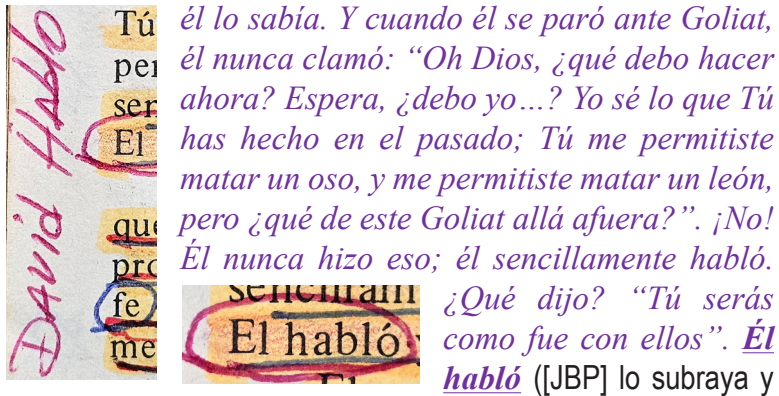 David Habló
Tú
El
que
fe
me
él lo sabía. Y cuando él se paró ante Goliat,
él nunca clamó: “Oh Dios, ¿qué debo hacer
ahora? Espera, ¿debo yo…? Yo sé lo que Tú
has hecho en el pasado; Tú me permitiste
matar un oso, y me permitiste matar un león,
pero ¿qué de este Goliat allá afuera?”. ¡No!
Él nunca hizo eso; él sencillamente habló.
El habló
¿Qué dijo? “Tú serás
como fue con ellos”. Él
habló ([JBP] lo subraya y